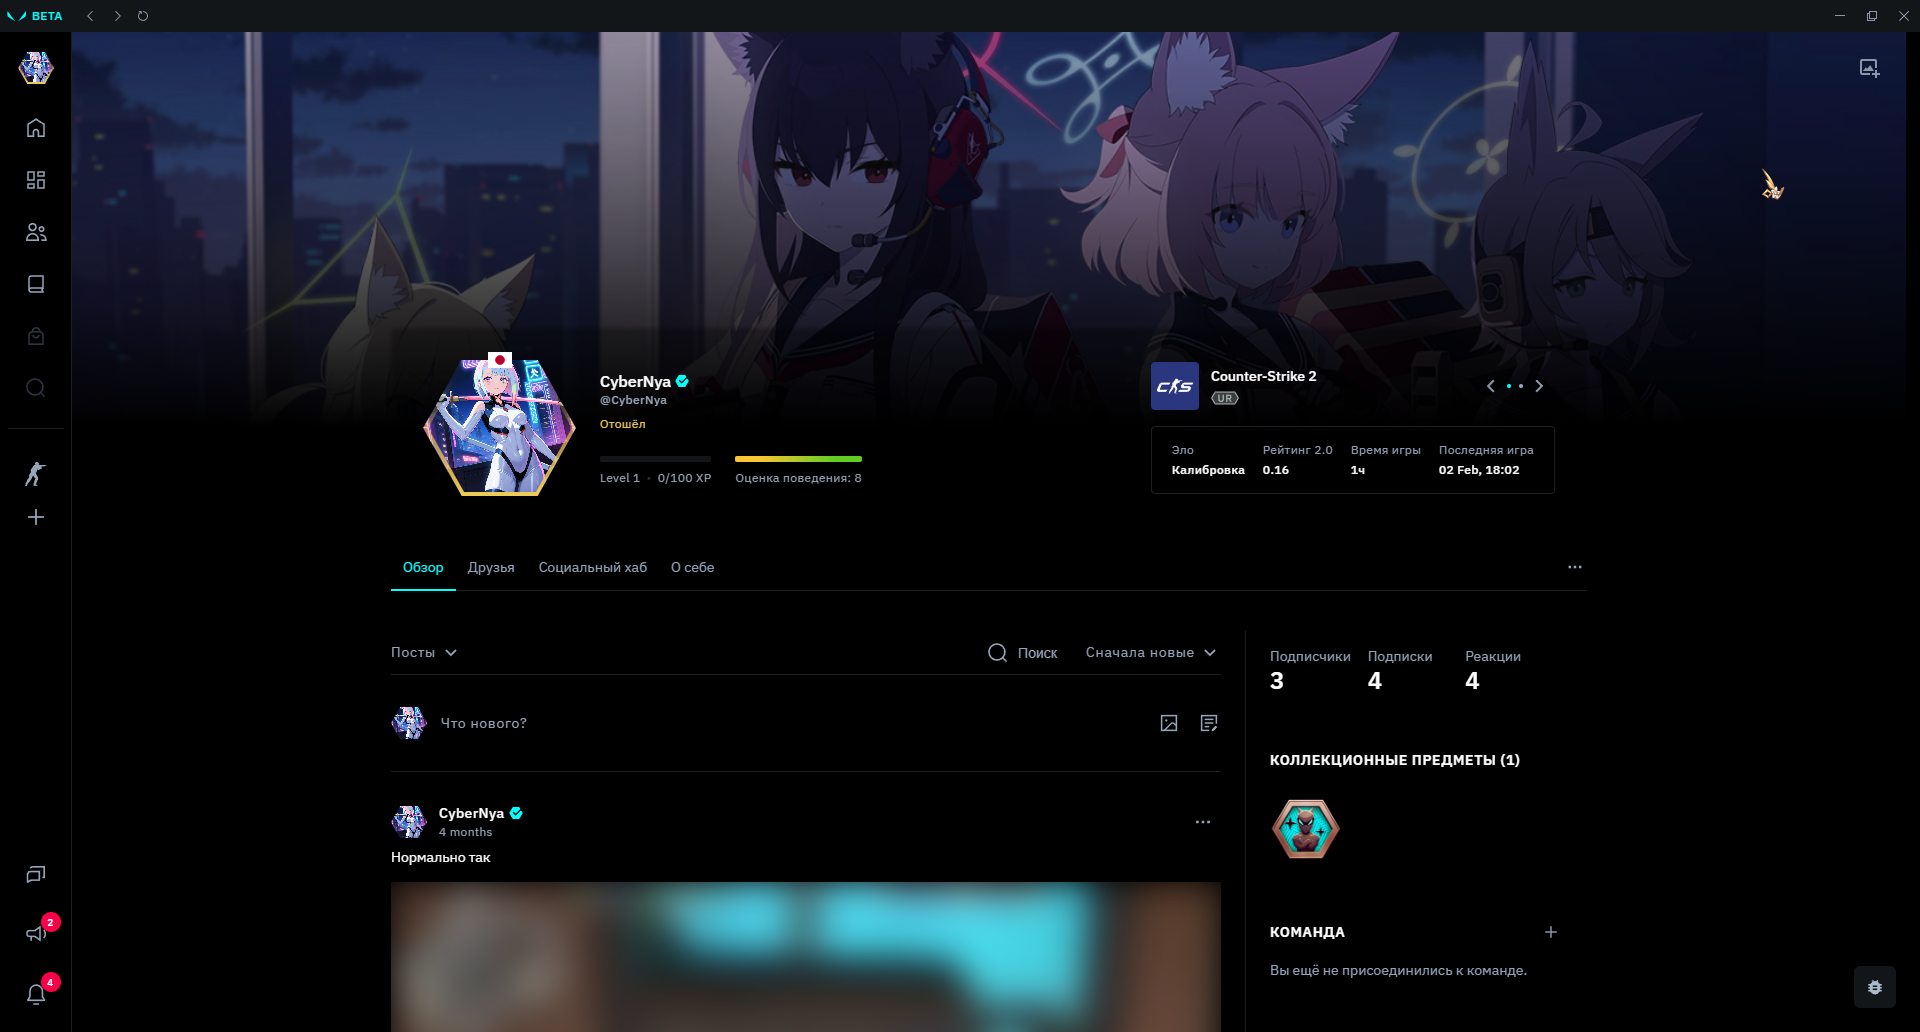 BETA
CyberNya
@CyberNya
Отошёл
Level 1 • 0/100 XP
Оценка поведения: 8
Counter-Strike 2
UR
Эло
Калибровка
Рейтинг 2.0
0.16
Время игры
1ч
Последняя игра
02 Feb, 18:02
Обзор
Друзья
Социальный хаб
О себе
Посты
Поиск
Сначала новые
Что нового?
CyberNya
4 months
Нормально так
Подписчики
3
Подписки
4
Реакции
4
КОЛЛЕКЦИОННЫЕ ПРЕДМЕТЫ (1)
КОМАНДА
Вы ещё не присоединились к команде.
2
4